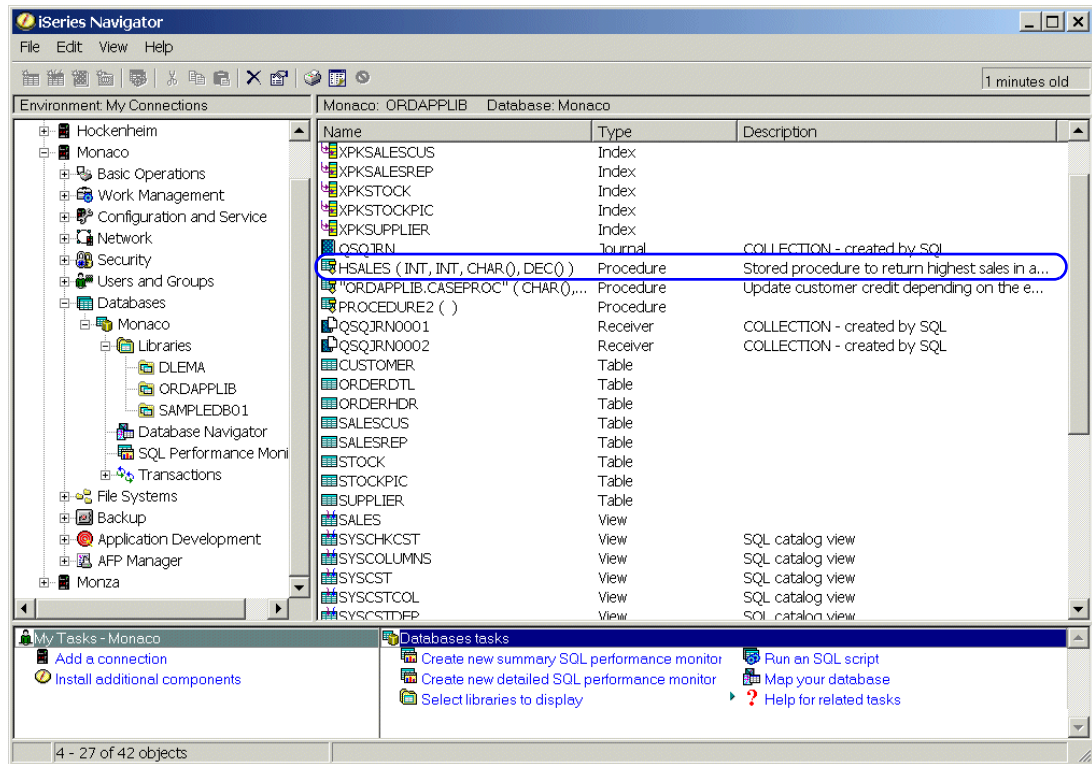 iSeries Navigator
File Edit View Help
1 minutes old
Environment: My Connections
Monaco: ORDAPPLIB Database: Monaco
Hockenheim
Monaco
Basic Operations
Work Management
Configuration and Service
Network
Security
Users and Groups
Databases
Monaco
Libraries
DLEMA
ORDAPPLIB
SAMPLEDB01
Database Navigator
SQL Performance Moni
Transactions
File Systems
Backup
Application Development
AFP Manager
Monza
Name Type Description
XPKSALESCUS Index
XPKSALESREP Index
XPKSTOCK Index
XPKSTOCKPIC Index
XPKSUPPLIER Index
QSQJRN Journal COLLECTION - created by SQL
HSALES ( INT, INT, CHAR(), DEC() ) Procedure Stored procedure to return highest sales in a...
"ORDAPPLIB.CASEPROC" ( CHAR(),... Procedure Update customer credit depending on the e...
PROCEDURE2 ( ) Procedure
QSQJRN0001 Receiver COLLECTION - created by SQL
QSQJRN0002 Receiver COLLECTION - created by SQL
CUSTOMER Table
ORDERDTL Table
ORDERHDR Table
SALESCUS Table
SALESREP Table
STOCK Table
STOCKPIC Table
SUPPLIER Table
SALES View
SYSCHKCST View SQL catalog view
SYSCOLUMNS View SQL catalog view
SYSCST View SQL catalog view
SYSCSTCOL View SQL catalog view
SYSCSTDEP View SQL catalog view
My Tasks - Monaco
Add a connection
Install additional components
Databases tasks
Create new summary SQL performance monitor
Create new detailed SQL performance monitor
Select libraries to display
Run an SQL script
Map your database
? Help for related tasks
4 - 27 of 42 objects